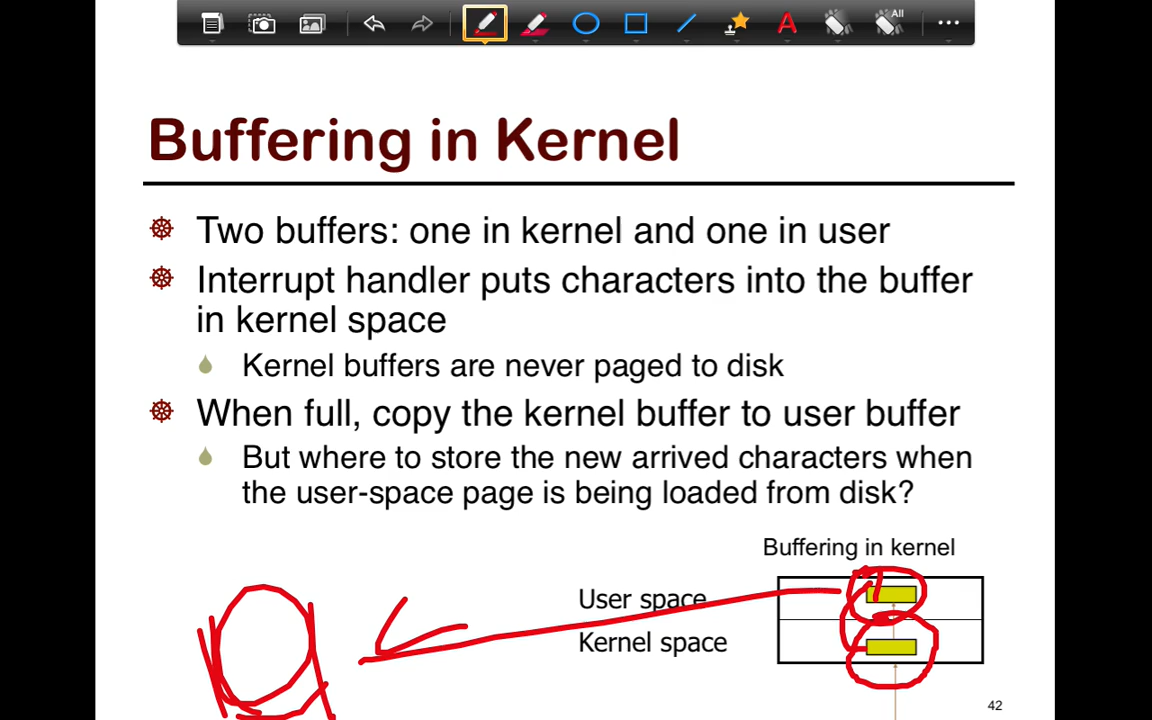 A
All
Buffering in Kernel
Two buffers: one in kernel and one in user
Interrupt handler puts characters into the buffer
in kernel space
Kernel buffers are never paged to disk
When full, copy the kernel buffer to user buffer
But where to store the new arrived characters when
the user-space page is being loaded from disk?
Buffering in kernel
User space
Kernel space
42